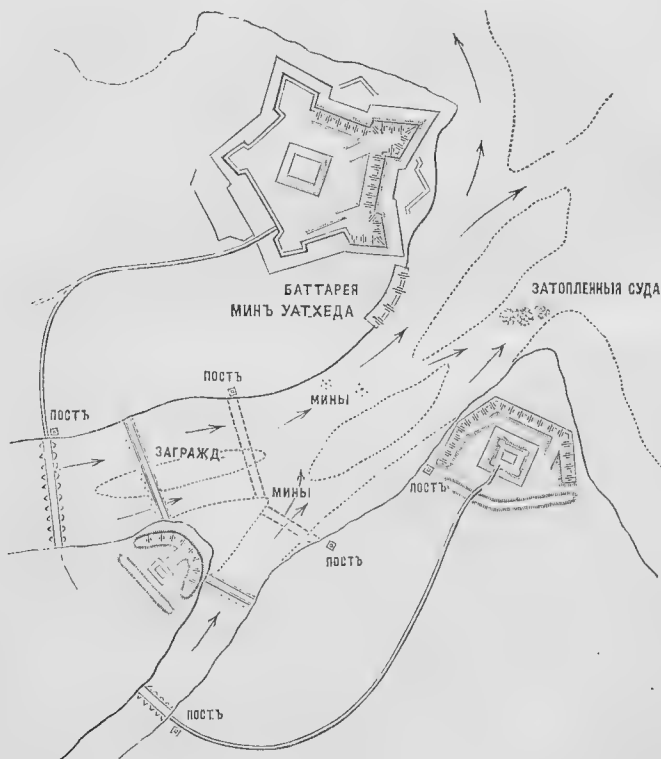 БАТТАРЕЯ
МИНЪ УАТХЕДА
ЗАТОПЛЕННЫЯ СУДА
ПОСТЪ
МИНЫ
ПОСТЪ
ЗАГРАЖД.
МИНЫ
ПОСТЪ
ПОСТЪ
ПОСТЪ